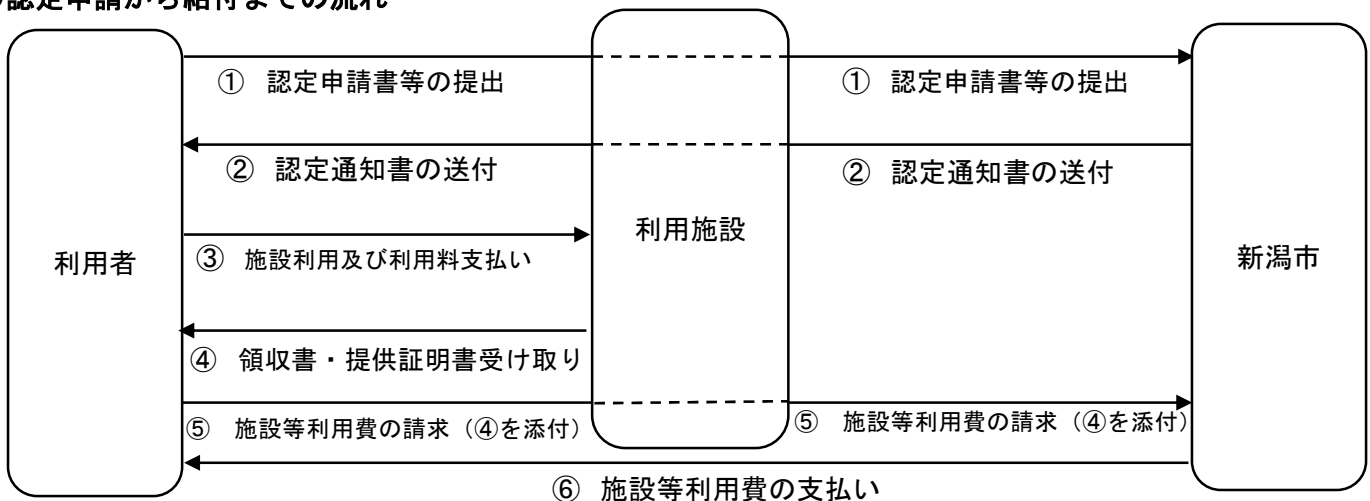 認定申請から給付までの流れ
① 認定申請書等の提出
① 認定申請書等の提出
② 認定通知書の送付
② 認定通知書の送付
利用者
利用施設
新潟市
③ 施設利用及び利用料支払い
④ 領収書・提供証明書受け取り
⑤ 施設等利用費の請求（④を添付）
⑤ 施設等利用費の請求（④を添付）
⑥ 施設等利用費の支払い